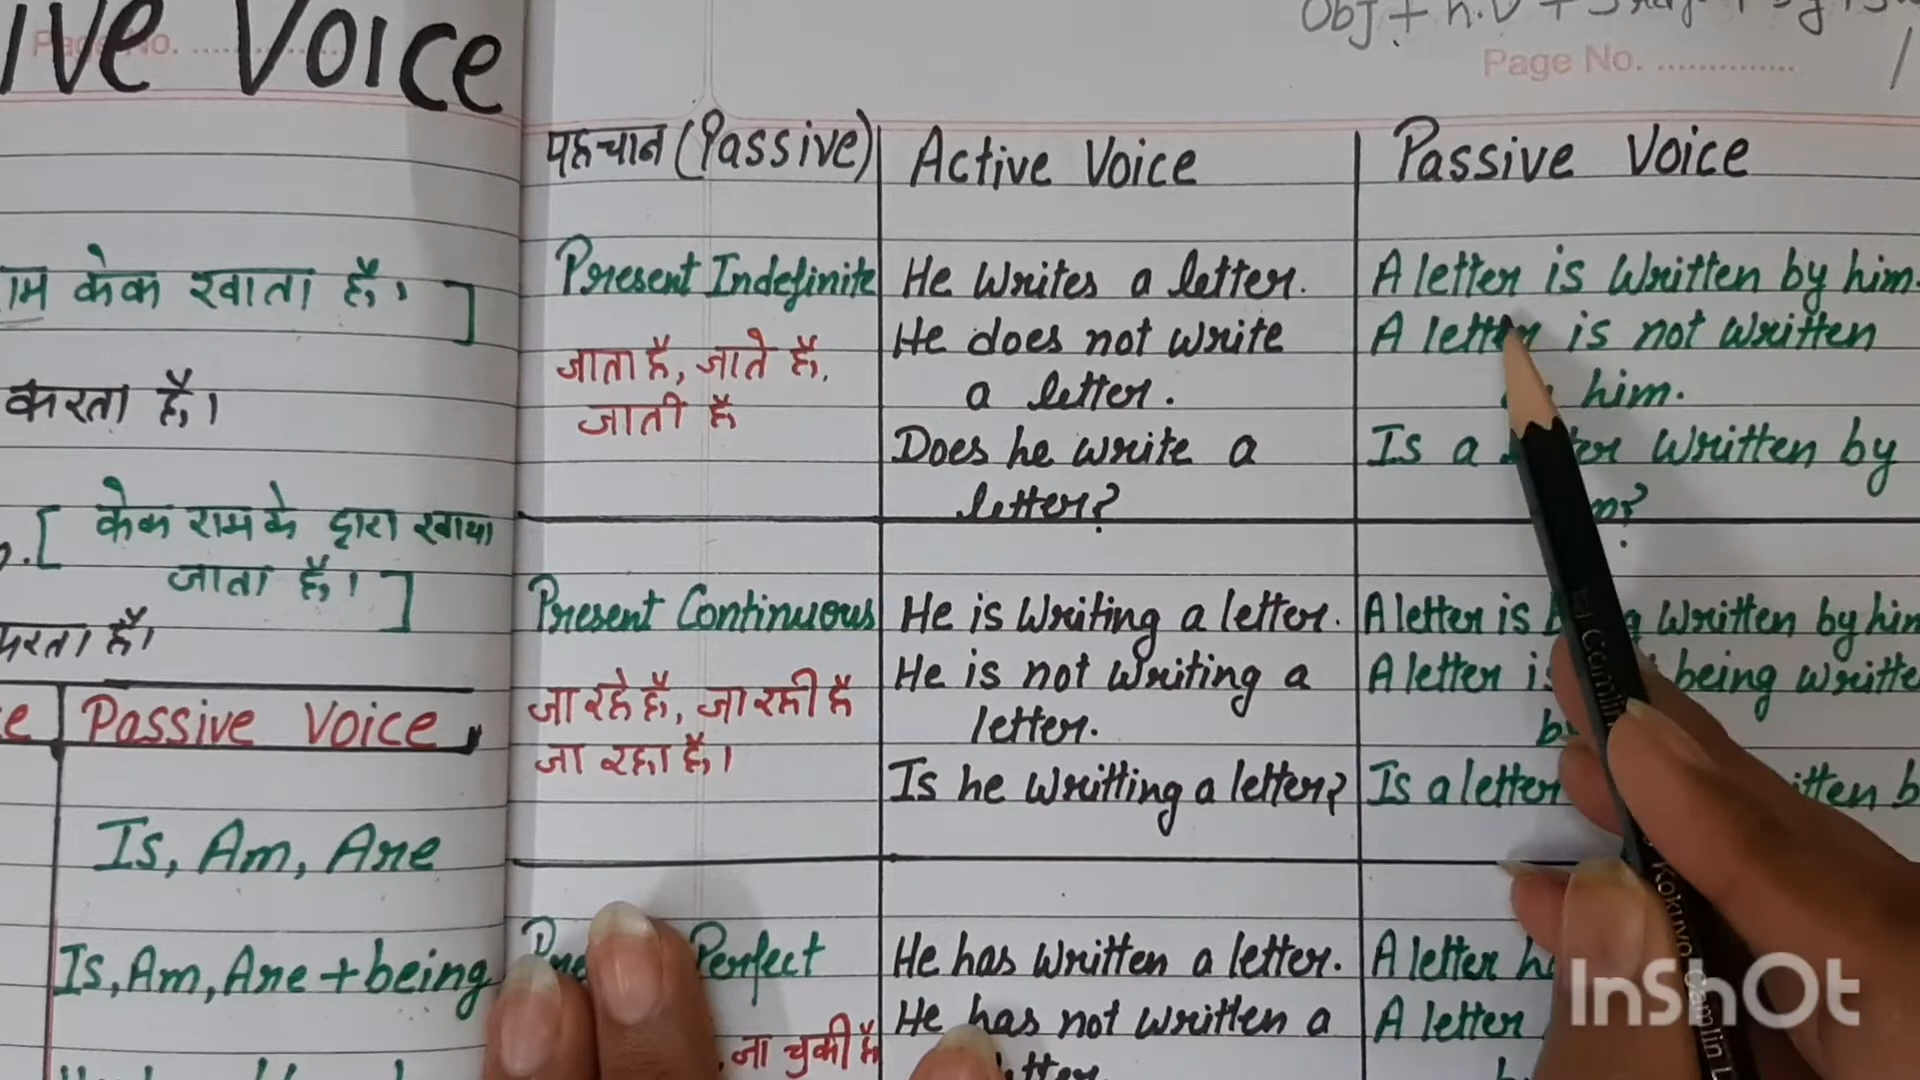 ive Voice
Page No.
केक खाता है।
करता है।
केक राम के द्वारा खाया
जाता है।
है।
Passive Voice
Is, Am, Are
Is, Am, Are + being
Obj + H.V +
Page No.
पहचान (Passive)
Active Voice
Passive Voice
Present Indefinite
जाता है, जाते है,
जाती है
He writes a letter.
He does not write
a letter.
Does he write a
letter?
A letter is written by him.
A letter is not written
him.
Is a written by
Present Continuous
जा रहे है, जा रही है
जा रहा है।
He is writing a letter.
He is not writing a
letter.
Is he writting a letter?
A letter is written by him
A letter being
Is a letter
Perfect
जा चुकी है
He has written a letter.
He has not written a
A letter
A letter
InShOt